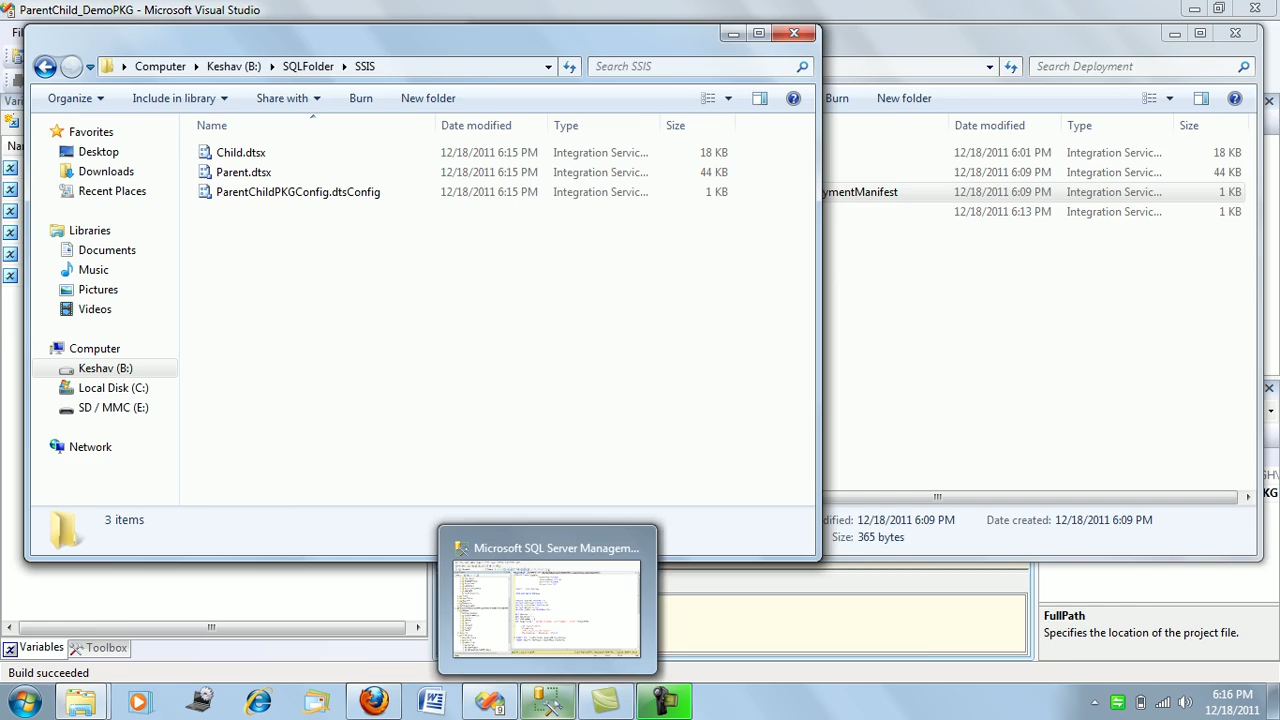 ParentChild_DemoPKG - Microsoft Visual Studio
Computer Keshav (B:) SQLFolder SSIS Search SSIS Search Deployment
Organize Include in library Share with Burn New folder Burn New folder
Name Date modified Type Size Date modified Type Size
Child.dtsx 12/18/2011 6:15 PM Integration Servic... 18 KB 12/18/2011 6:01 PM Integration Servic... 18 KB
Parent.dtsx 12/18/2011 6:15 PM Integration Servic... 44 KB 12/18/2011 6:09 PM Integration Servic... 44 KB
ParentChildPKGConfig.dtsConfig 12/18/2011 6:15 PM Integration Servic... 1 KB ymentManifest 12/18/2011 6:09 PM Integration Servic... 1 KB
12/18/2011 6:13 PM Integration Servic... 1 KB
Favorites
Desktop
Downloads
Recent Places
Libraries
Documents
Music
Pictures
Videos
Computer
Keshav (B:)
Local Disk (C:)
SD / MMC (E:)
Network
3 items
dified: 12/18/2011 6:09 PM Date created: 12/18/2011 6:09 PM
Size: 365 bytes
Microsoft SQL Server Managem...
FullPath
Specifies the location of the project file.
Variables Toolbox
Build succeeded
6:16 PM
12/18/2011